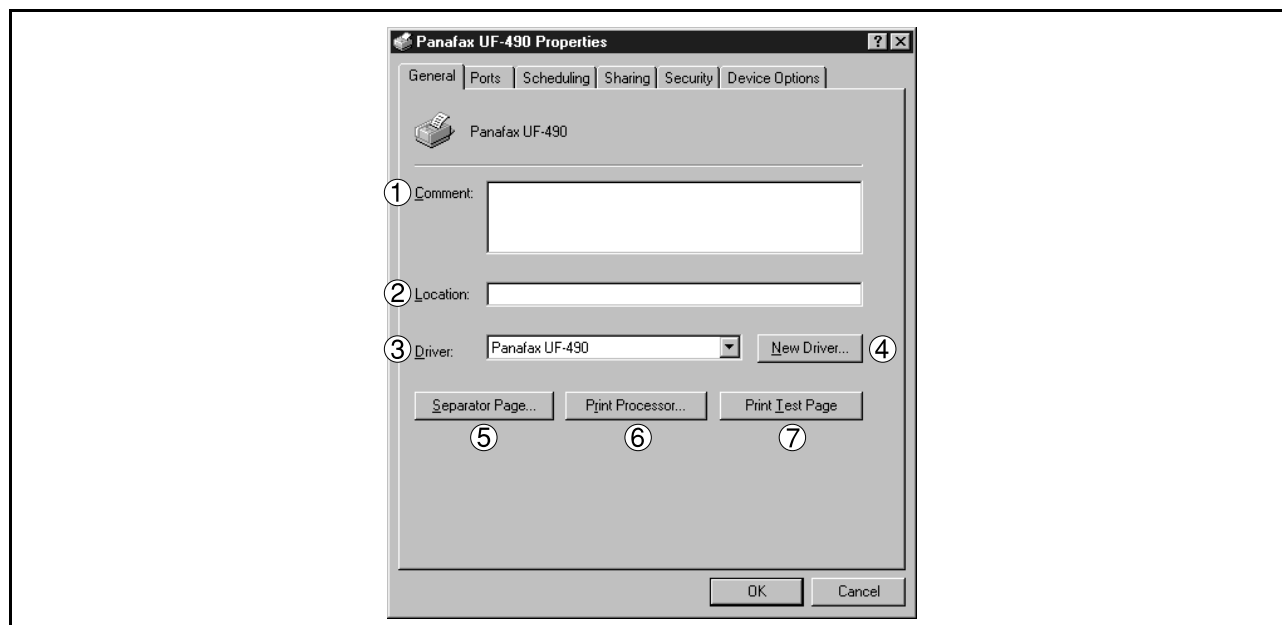 Panafax UF-490 Properties
General Ports Scheduling Sharing Security Device Options
Panafax UF-490
① Comment:
② Location:
③ Driver: Panafax UF-490 New Driver... ④
Separator Page... Print Processor... Print Test Page
⑤ ⑥ ⑦
OK Cancel